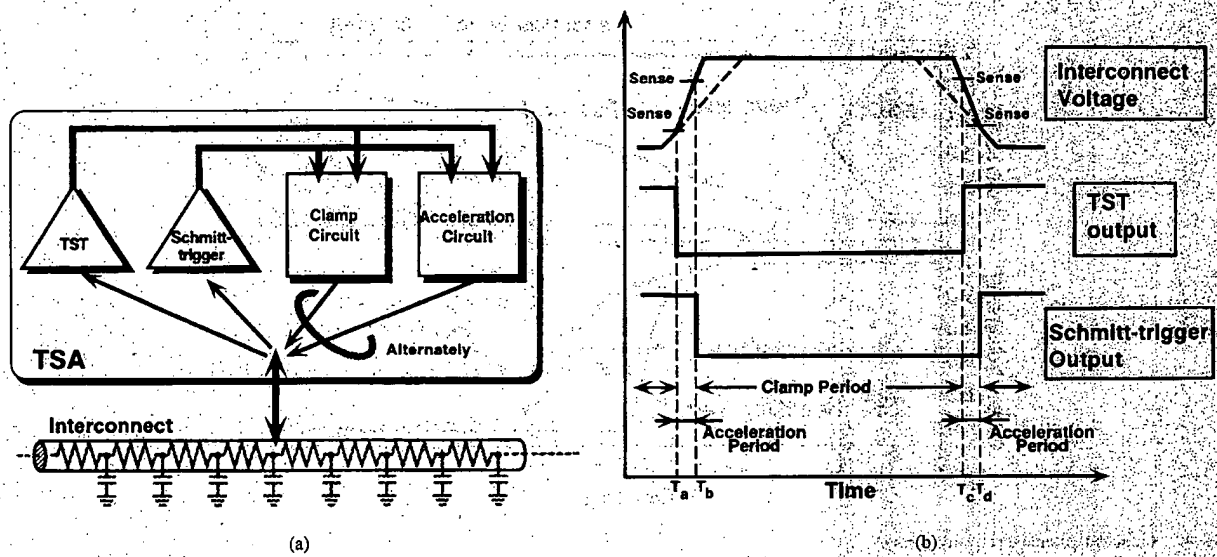 TST
Schmitt-
trigger
Clamp
Circuit
Acceleration
Circuit
Alternately
TSA
Interconnect
(a)
Sense
Sense
Sense
Sense
Interconnect
Voltage
TST
output
Schmitt-trigger
Output
Clamp Period
Acceleration
Period
Acceleration
Period
Ta
Tb
Time
Tc
Td
(b)